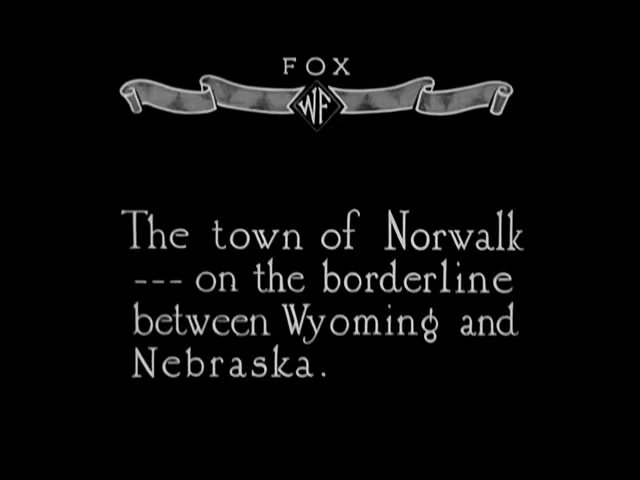 FOX
WF
The town of Norwalk
--- on the borderline
between Wyoming and
Nebraska.